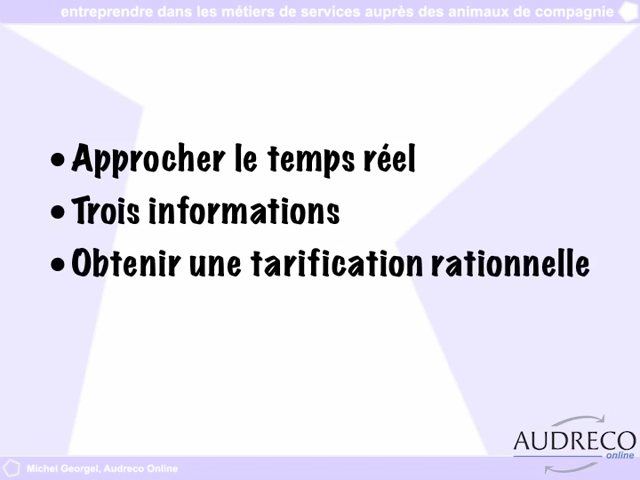 entreprendre dans les métiers de services auprès des animaux de compagnie
• Approcher le temps réel
• Trois informations
• Obtenir une tarification rationnelle
AUDRECO
online
Michel Georgel, Audreco Online